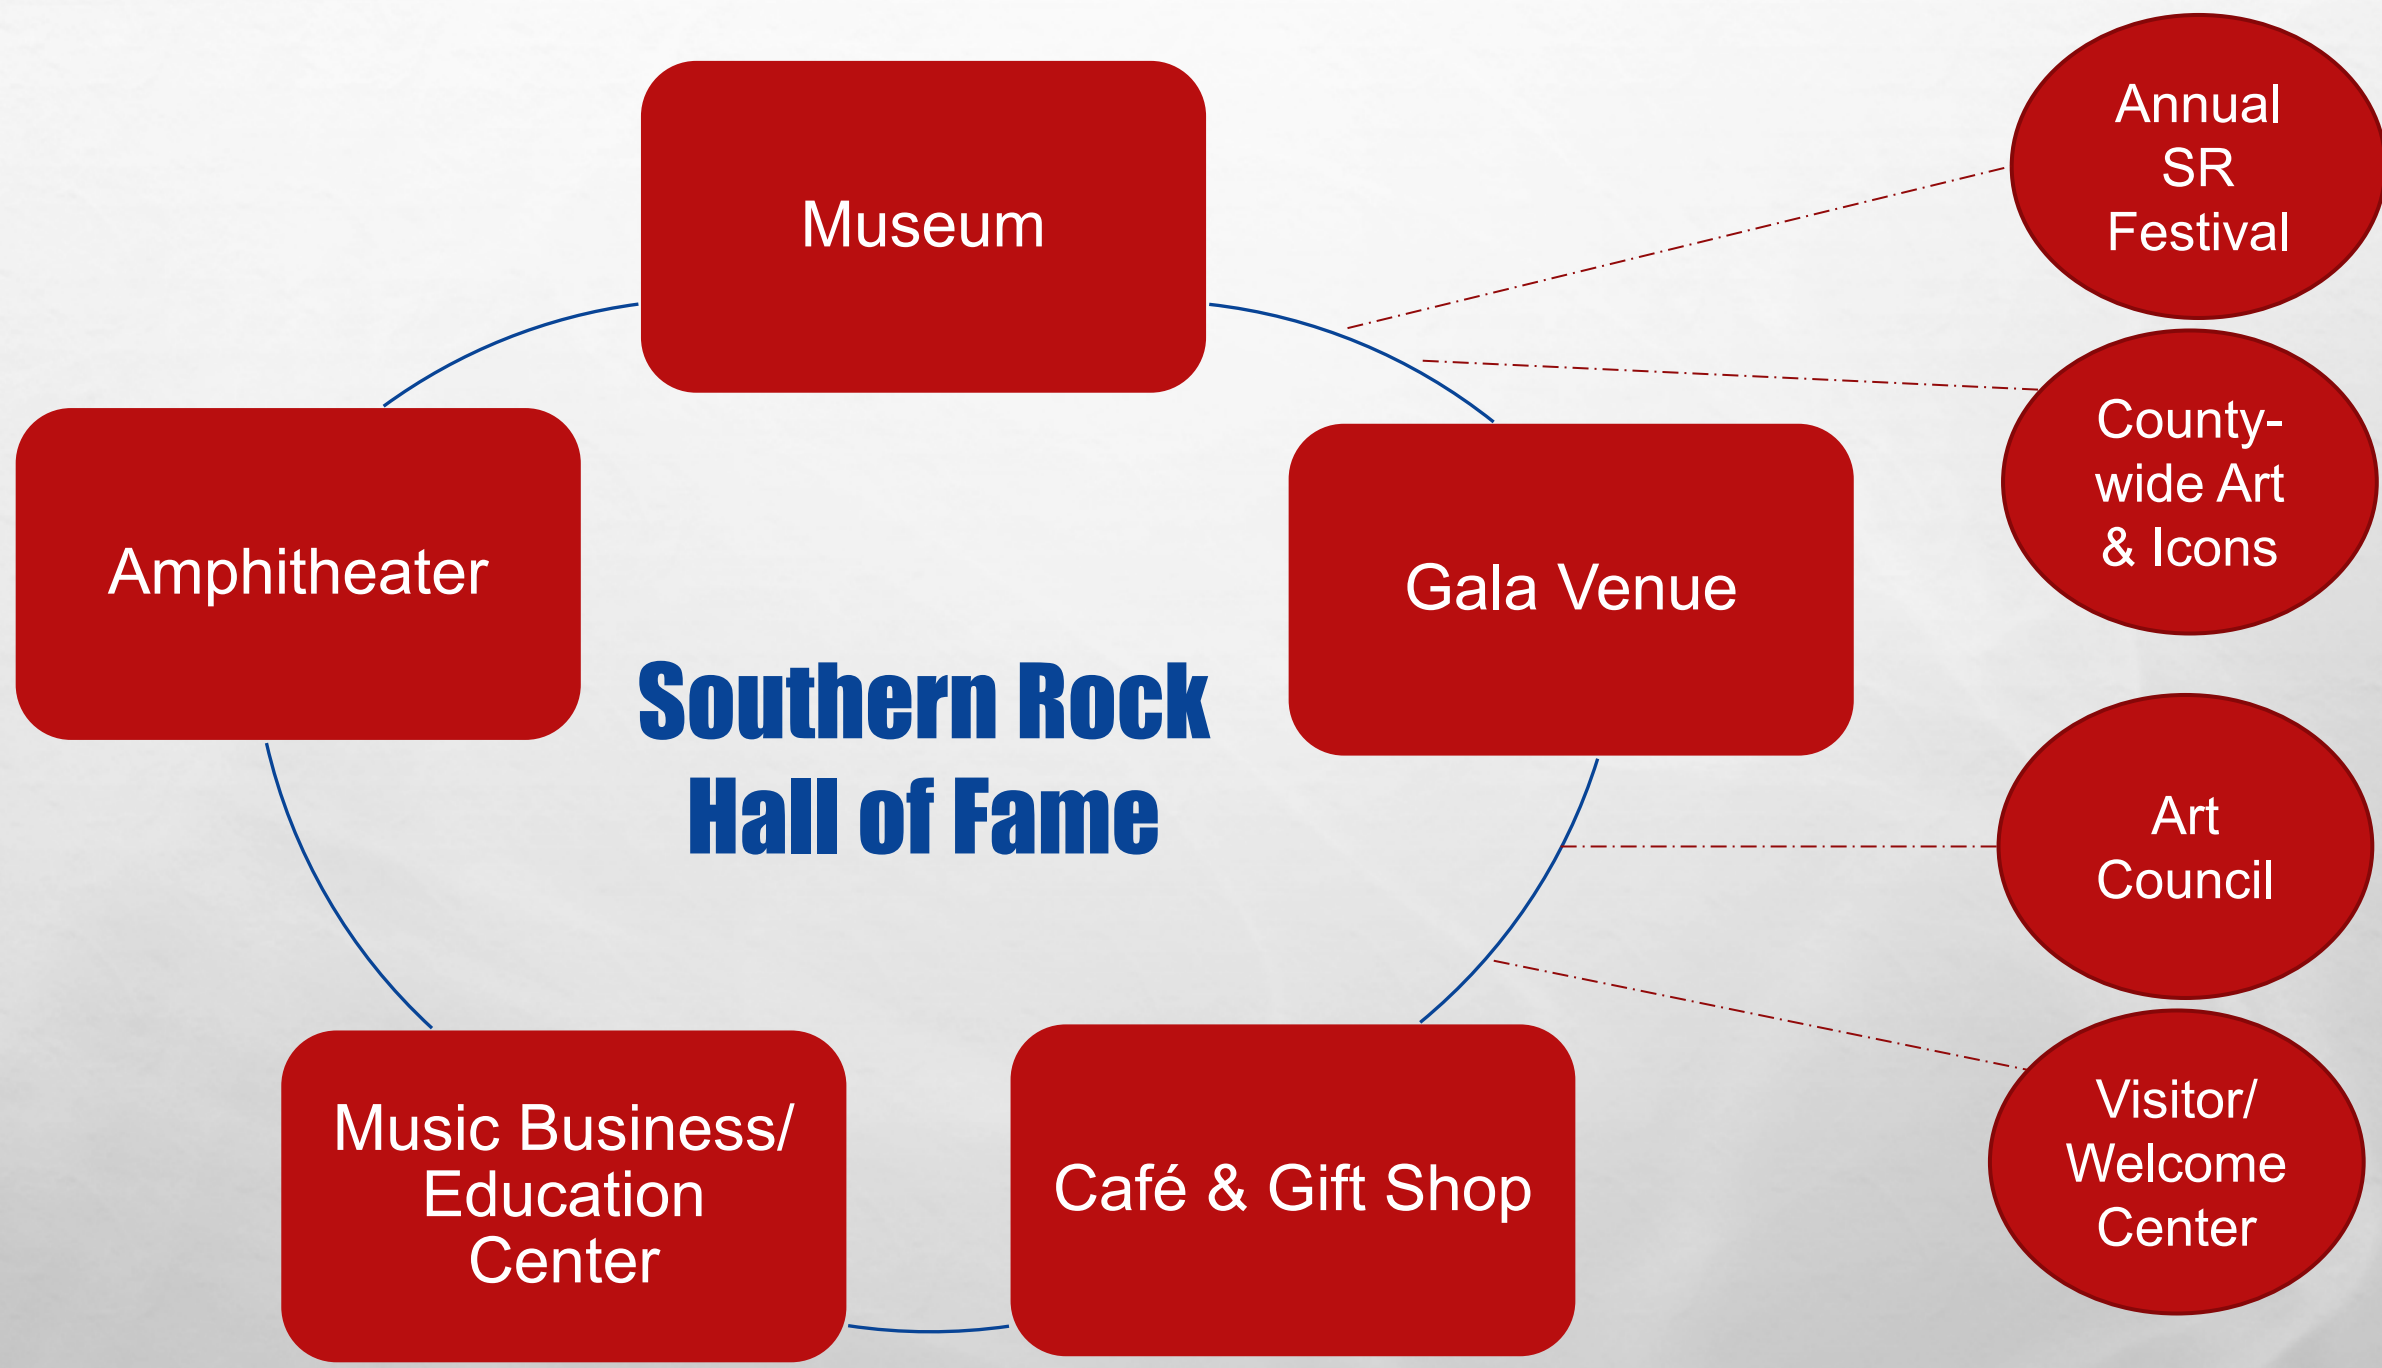 Museum
Amphitheater
Gala Venue
Southern Rock
Hall of Fame
Music Business/
Education
Center
Café & Gift Shop
Annual
SR
Festival
County-
wide Art
& Icons
Art
Council
Visitor/
Welcome
Center